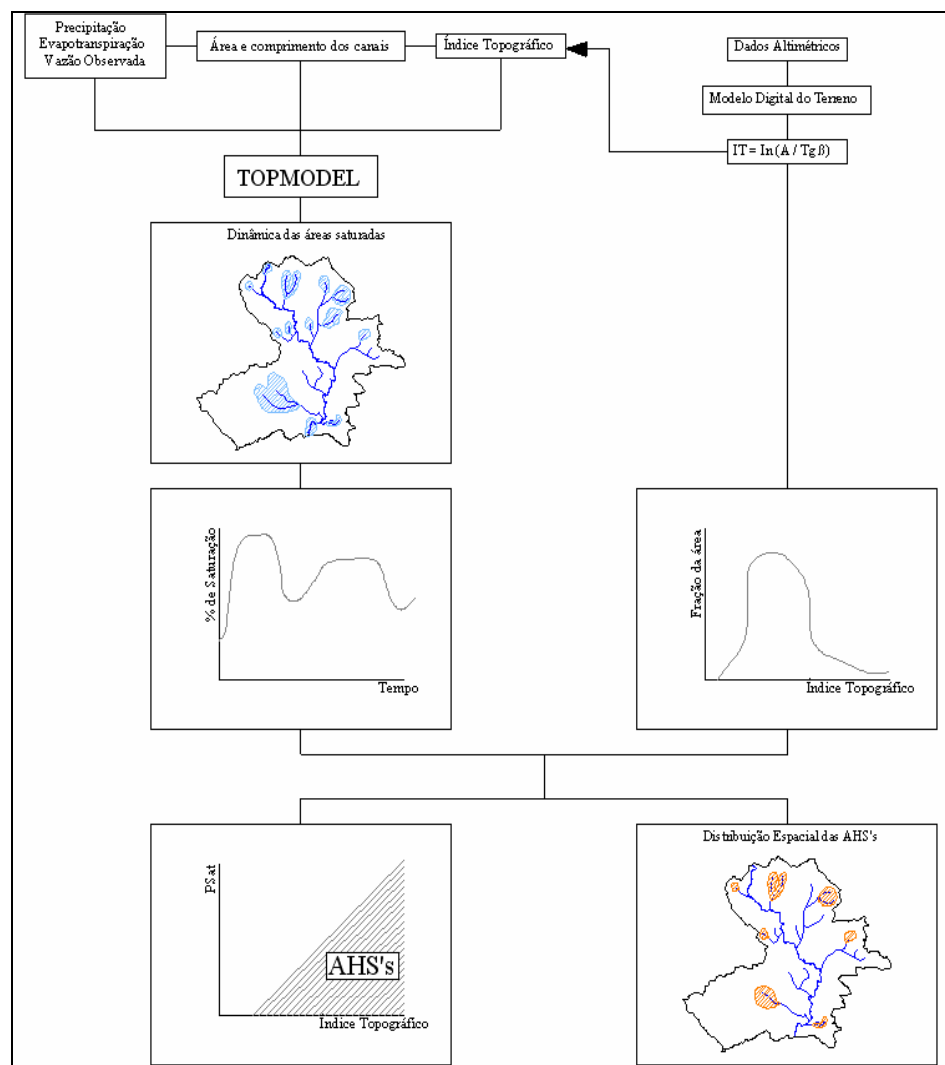 Precipitação
Evapotranspiração
Vazão Observada
Área e comprimento dos canais
Índice Topográfico
Dados Altimétricos
Modelo Digital do Terreno
IT = ln (A / Tg ß)
TOPMODEL
Dinâmica das áreas saturadas
% de Saturação
Tempo
Fração da área
Índice Topográfico
PSat
AHS's
Índice Topográfico
Distribuição Espacial das AHS's